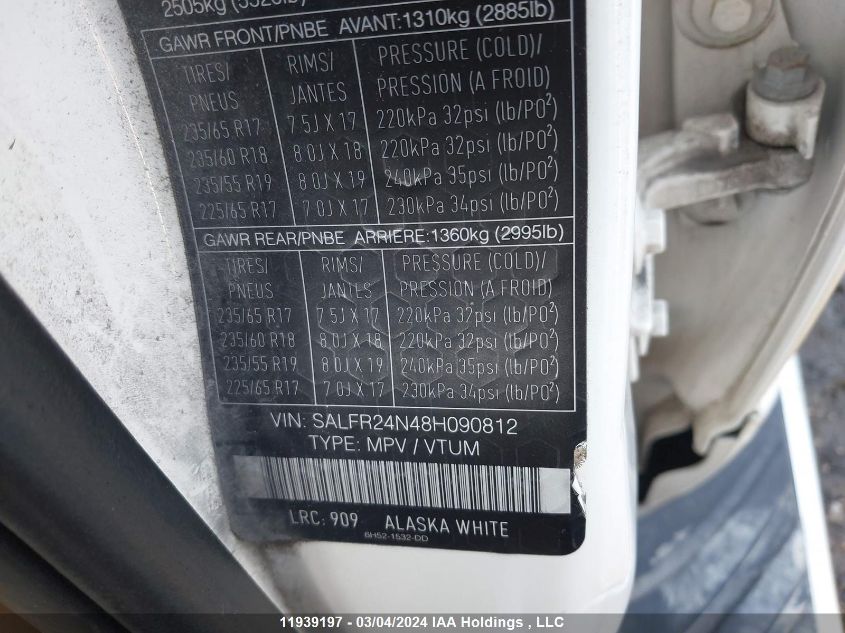 2505kg (5520lb)
GAWR FRONT/PNBE AVANT:1310kg (2885lb)
TIRES/ RIMS/ PRESSURE (COLD)/
PNEUS JANTES PRESSION (A FROID)
235/65 R17 7.5J X 17 220kPa 32psi (lb/PO²)
235/60 R18 8.0J X 18 220kPa 32psi (lb/PO²)
235/55 R19 8.0J X 19 240kPa 35psi (lb/PO²)
225/65 R17 7.0J X 17 230kPa 34psi (lb/PO²)
GAWR REAR/PNBE ARRIERE:1360kg (2995lb)
TIRES/ RIMS/ PRESSURE (COLD)/
PNEUS JANTES PRESSION (A FROID)
235/65 R17 7.5J X 17 220kPa 32psi (lb/PO²)
235/60 R18 8.0J X 18 220kPa 32psi (lb/PO²)
235/55 R19 8.0J X 19 240kPa 35psi (lb/PO²)
225/65 R17 7.0J X 17 230kPa 34psi (lb/PO²)
VIN: SALFR24N48H090812
TYPE: MPV / VTUM
LRC: 909 ALASKA WHITE
6H52-1532-DD
11939197 - 03/04/2024 IAA Holdings , LLC